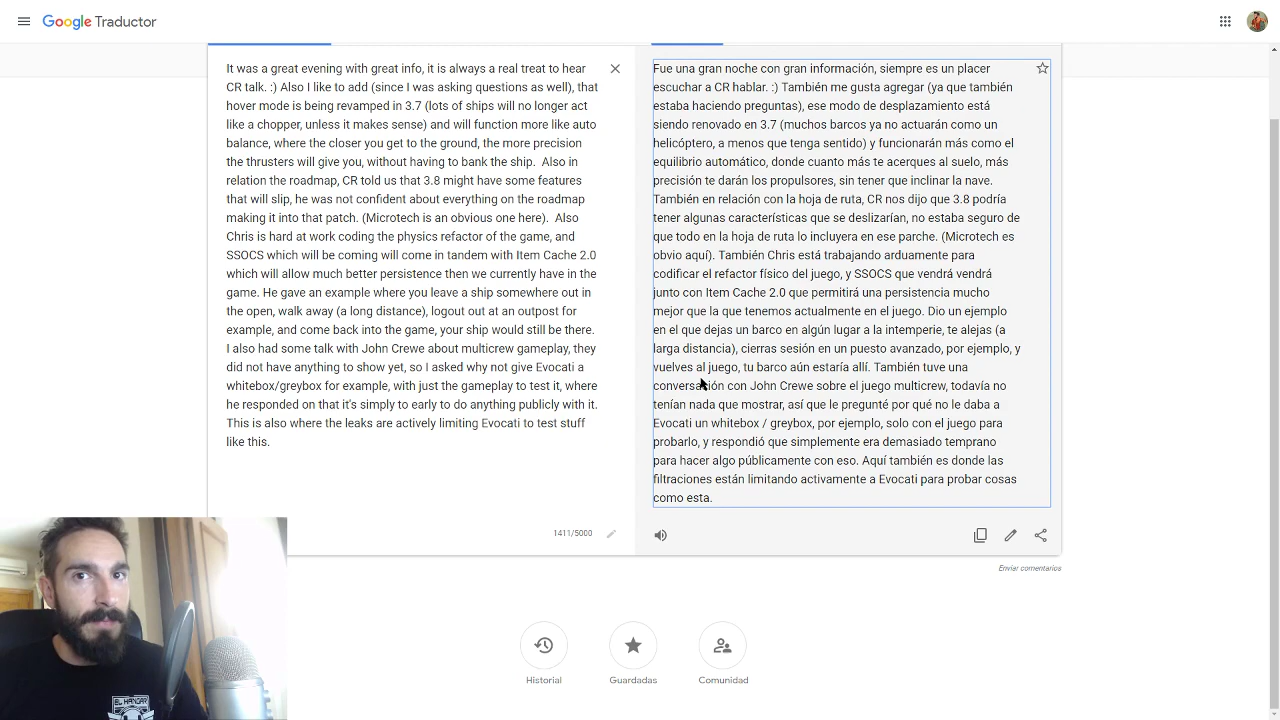 Google Traductor
It was a great evening with great info, it is always a real treat to hear
CR talk. :) Also I like to add (since I was asking questions as well), that
hover mode is being revamped in 3.7 (lots of ships will no longer act
like a chopper, unless it makes sense) and will function more like auto
balance, where the closer you get to the ground, the more precision
the thrusters will give you, without having to bank the ship.  Also in
relation the roadmap, CR told us that 3.8 might have some features
that will slip, he was not confident about everything on the roadmap
making it into that patch. (Microtech is an obvious one here).  Also
Chris is hard at work coding the physics refactor of the game, and
SSOCS which will be coming will come in tandem with Item Cache 2.0
which will allow much better persistence then we currently have in the
game. He gave an example where you leave a ship somewhere out in
the open, walk away (a long distance), logout out at an outpost for
example, and come back into the game, your ship would still be there.
I also had some talk with John Crewe about multicrew gameplay, they
did not have anything to show yet, so I asked why not give Evocati a
whitebox/greybox for example, with just the gameplay to test it, where
he responded on that it's simply to early to do anything publicly with it.
This is also where the leaks are actively limiting Evocati to test stuff
like this.
1411/5000
Fue una gran noche con gran información, siempre es un placer
escuchar a CR hablar. :) También me gusta agregar (ya que también
estaba haciendo preguntas), ese modo de desplazamiento está
siendo renovado en 3.7 (muchos barcos ya no actuarán como un
helicóptero, a menos que tenga sentido) y funcionarán más como el
equilibrio automático, donde cuanto más te acerques al suelo, más
precisión te darán los propulsores, sin tener que inclinar la nave.
También en relación con la hoja de ruta, CR nos dijo que 3.8 podría
tener algunas características que se deslizarían, no estaba seguro de
que todo en la hoja de ruta lo incluyera en ese parche. (Microtech es
obvio aquí). También Chris está trabajando arduamente para
codificar el refactor físico del juego, y SSOCS que vendrá vendrá
junto con Item Cache 2.0 que permitirá una persistencia mucho
mejor que la que tenemos actualmente en el juego. Dio un ejemplo
en el que dejas un barco en algún lugar a la intemperie, te alejas (a
larga distancia), cierras sesión en un puesto avanzado, por ejemplo, y
vuelves al juego, tu barco aún estaría allí. También tuve una
conversación con John Crewe sobre el juego multicrew, todavía no
tenían nada que mostrar, así que le pregunté por qué no le daba a
Evocati un whitebox / greybox, por ejemplo, solo con el juego para
probarlo, y respondió que simplemente era demasiado temprano
para hacer algo públicamente con eso. Aquí también es donde las
filtraciones están limitando activamente a Evocati para probar cosas
como esta.
Enviar comentarios
Historial
Guardadas
Comunidad
EL HANGAR